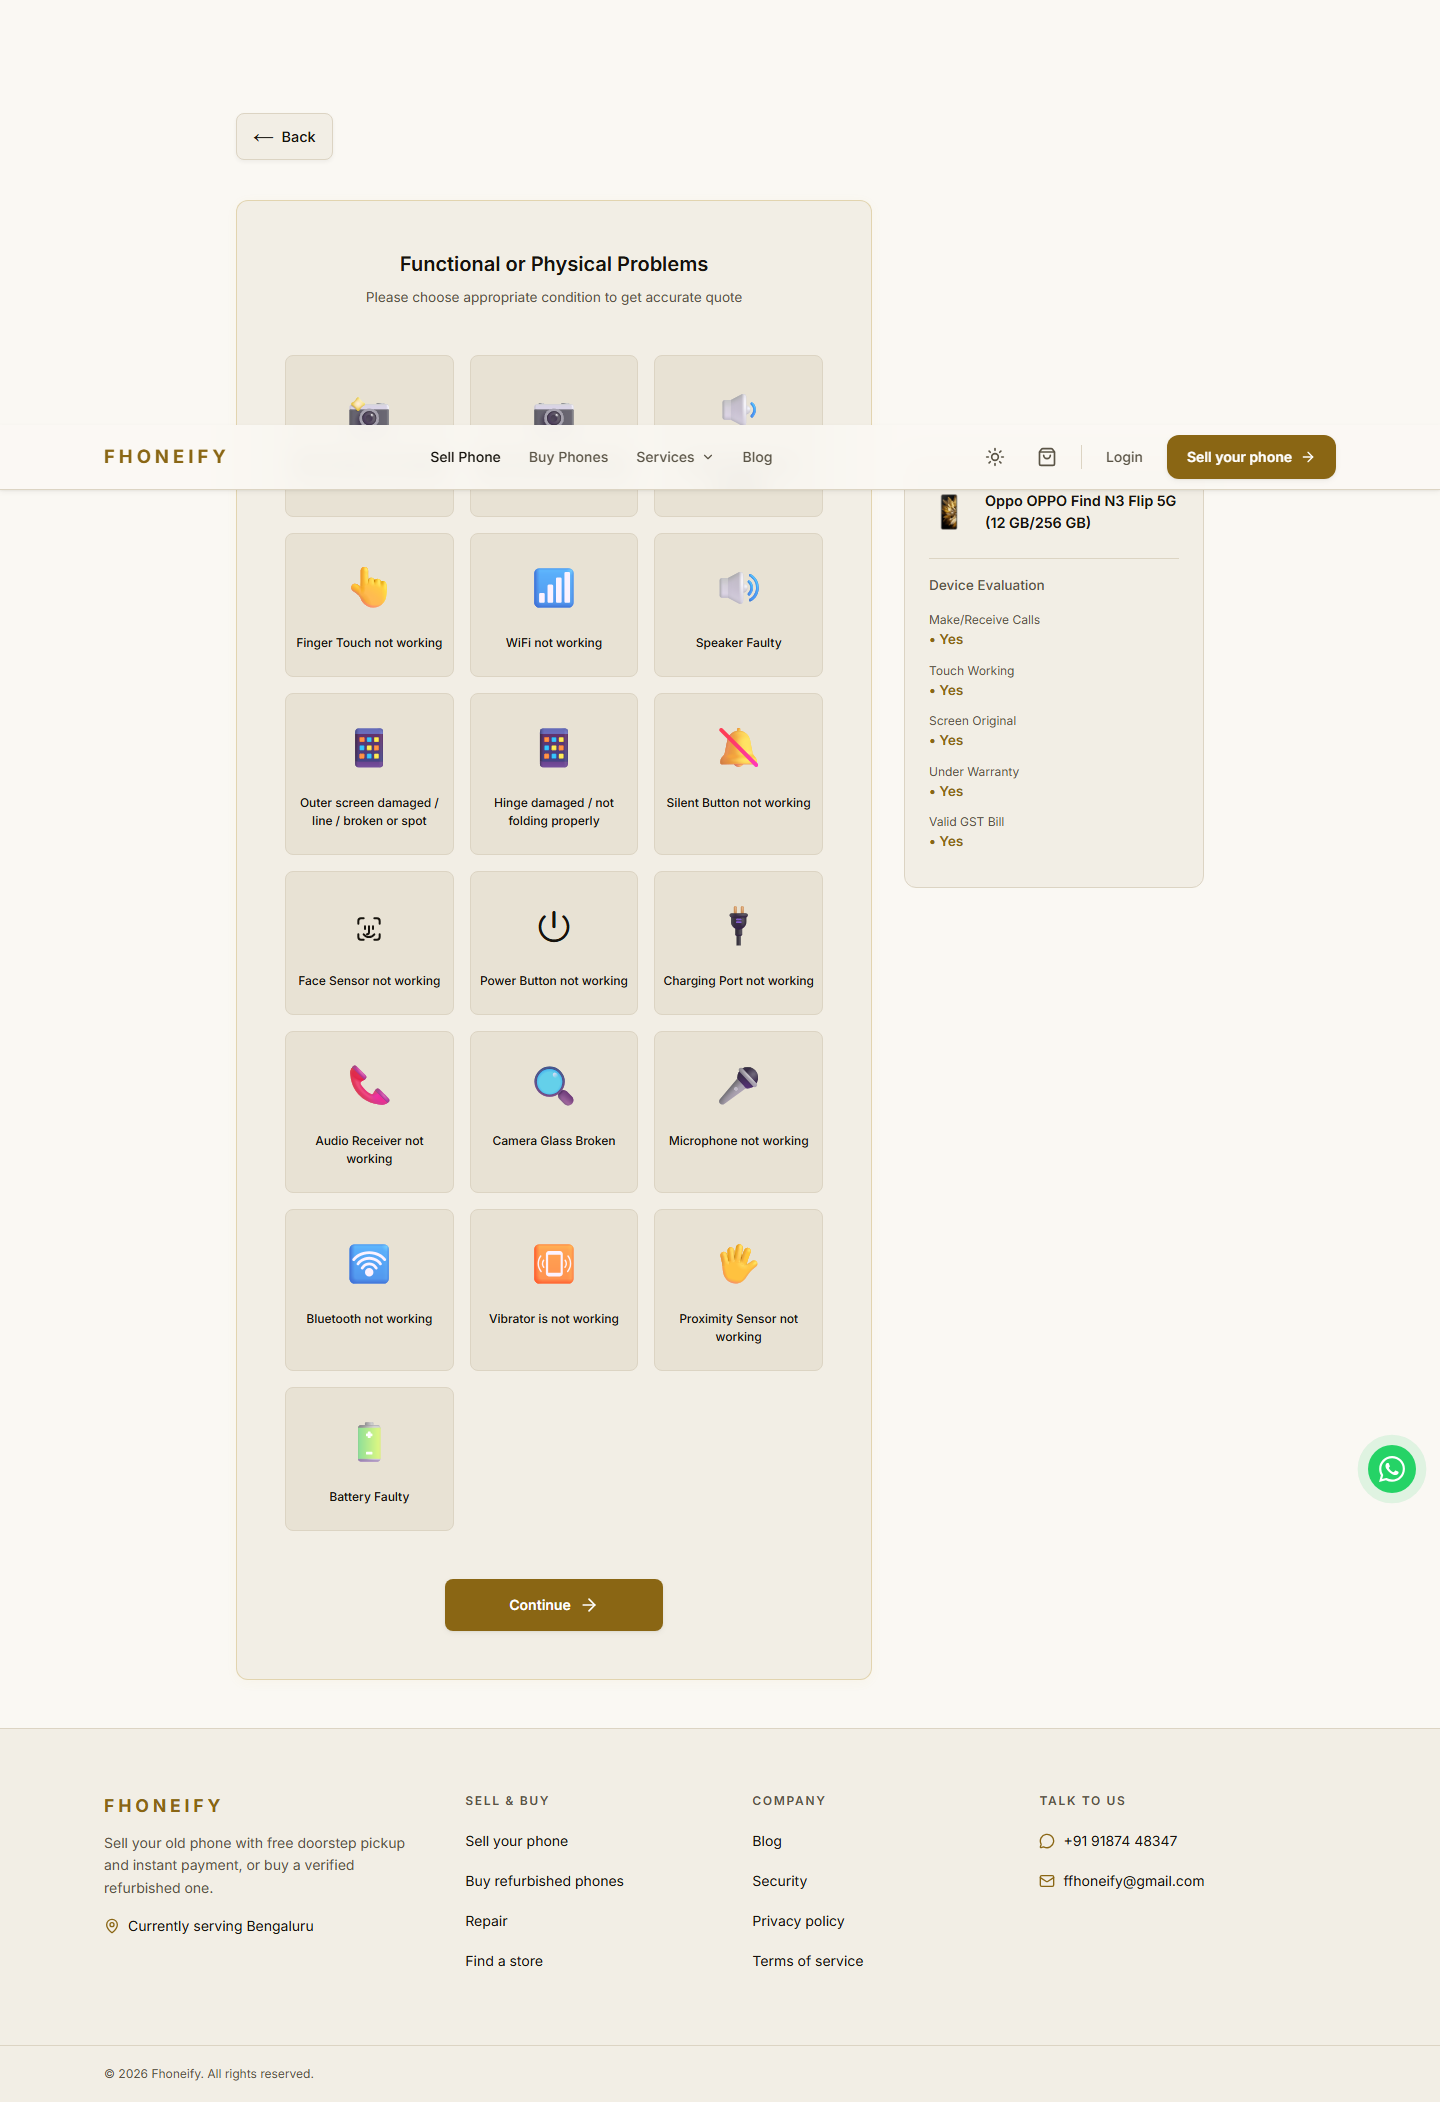 Back
Functional or Physical Problems
Please choose appropriate condition to get accurate quote
FHONEIFY
Sell Phone
Buy Phones
Services
Blog
Login
Sell your phone
Finger Touch not working
WiFi not working
Speaker Faulty
Outer screen damaged /
line / broken or spot
Hinge damaged / not
folding properly
Silent Button not working
Face Sensor not working
Power Button not working
Charging Port not working
Audio Receiver not
working
Camera Glass Broken
Microphone not working
Bluetooth not working
Vibrator is not working
Proximity Sensor not
working
Battery Faulty
Continue
Oppo OPPO Find N3 Flip 5G
(12 GB/256 GB)
Device Evaluation
Make/Receive Calls
• Yes
Touch Working
• Yes
Screen Original
• Yes
Under Warranty
• Yes
Valid GST Bill
• Yes
FHONEIFY
Sell your old phone with free doorstep pickup
and instant payment, or buy a verified
refurbished one.
Currently serving Bengaluru
SELL & BUY
Sell your phone
Buy refurbished phones
Repair
Find a store
COMPANY
Blog
Security
Privacy policy
Terms of service
TALK TO US
+91 91874 48347
ffhoneify@gmail.com
© 2026 Fhoneify. All rights reserved.